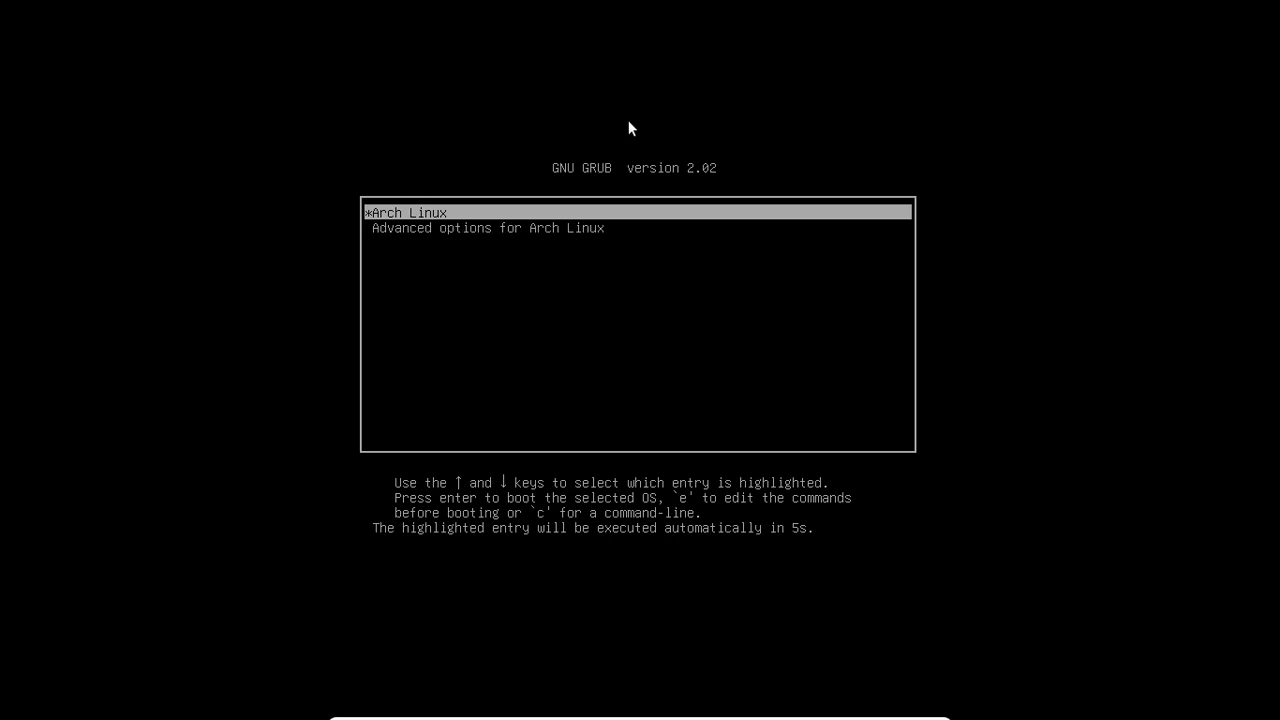 GNU GRUB  version 2.02
*Arch Linux
Advanced options for Arch Linux
Use the ↑ and ↓ keys to select which entry is highlighted.
Press enter to boot the selected OS, `e' to edit the commands
before booting or `c' for a command-line.
The highlighted entry will be executed automatically in 5s.